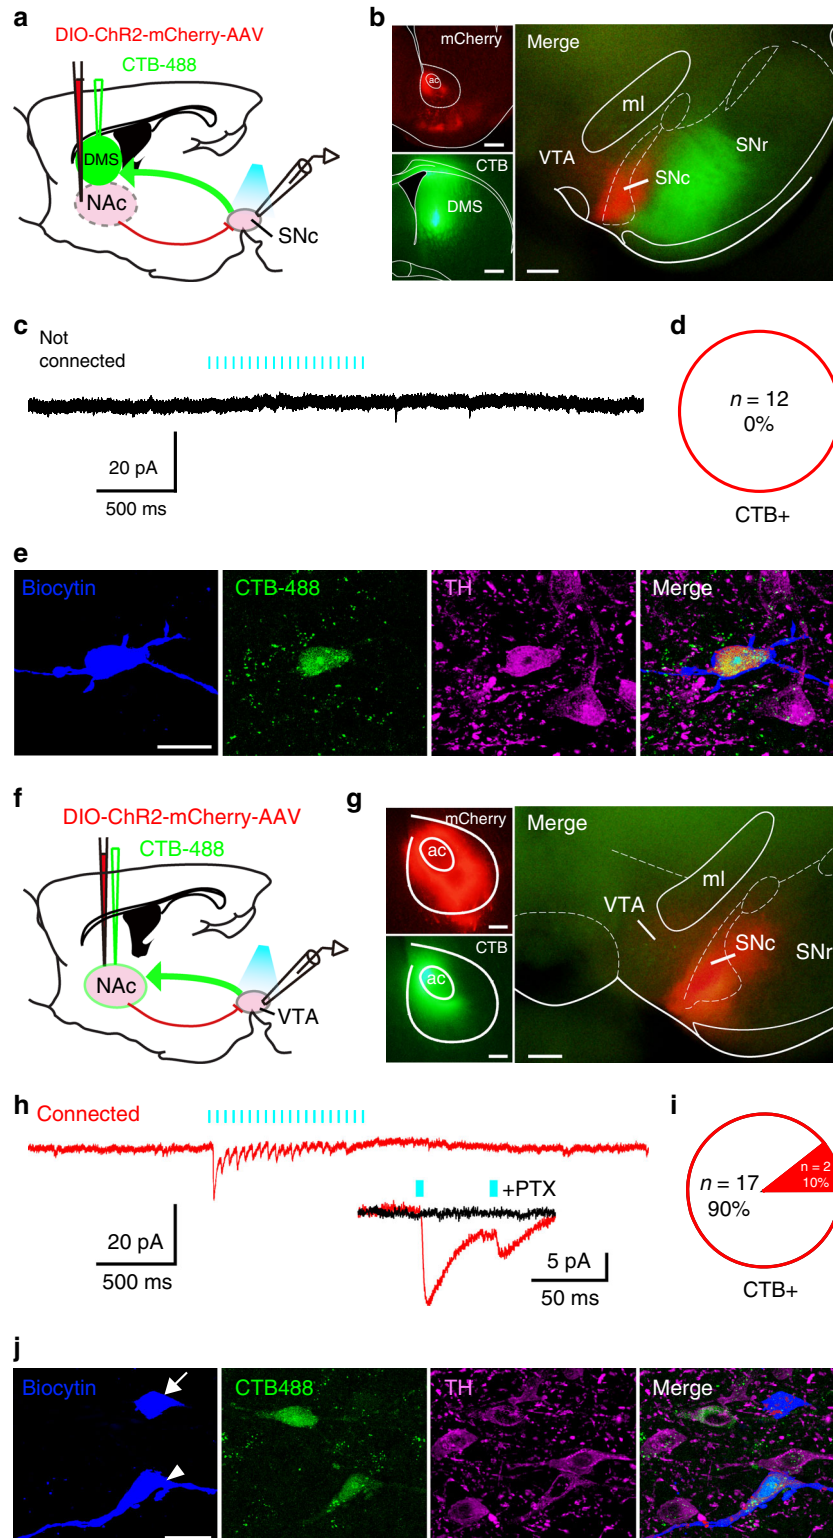 a
DIO-ChR2-mCherry-AAV
CTB-488
DMS
NAc
SNc
b
mCherry
ac
CTB
DMS
Merge
ml
VTA
SNc
SNr
c
Not
connected
20 pA
500 ms
d
n = 12
0%
CTB+
e
Biocytin
CTB-488
TH
Merge
f
DIO-ChR2-mCherry-AAV
CTB-488
NAc
VTA
g
mCherry
ac
CTB
ac
Merge
ml
VTA
SNc
SNr
h
Connected
+PTX
20 pA
500 ms
5 pA
50 ms
i
n = 2
10%
n = 17
90%
CTB+
j
Biocytin
CTB488
TH
Merge